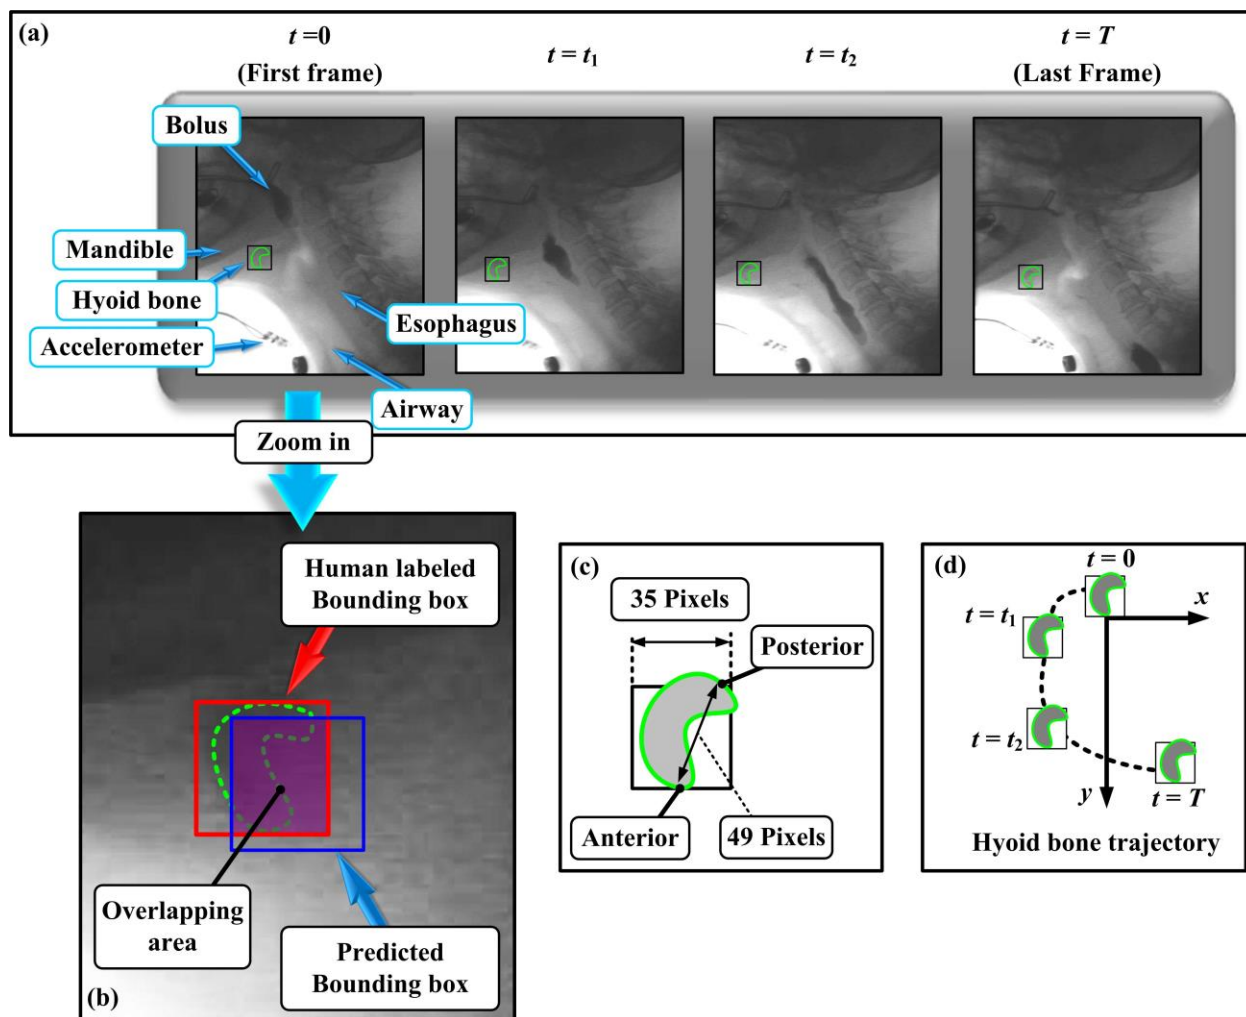 (a)
t =0
(First frame)
t = t1
t = t2
t = T
(Last Frame)
Bolus
Mandible
Hyoid bone
Accelerometer
Esophagus
Airway
Zoom in
Human labeled
Bounding box
Overlapping
area
Predicted
Bounding box
(b)
(c)
35 Pixels
Posterior
Anterior
49 Pixels
(d)
t = 0
x
t = t1
t = t2
y
t = T
Hyoid bone trajectory